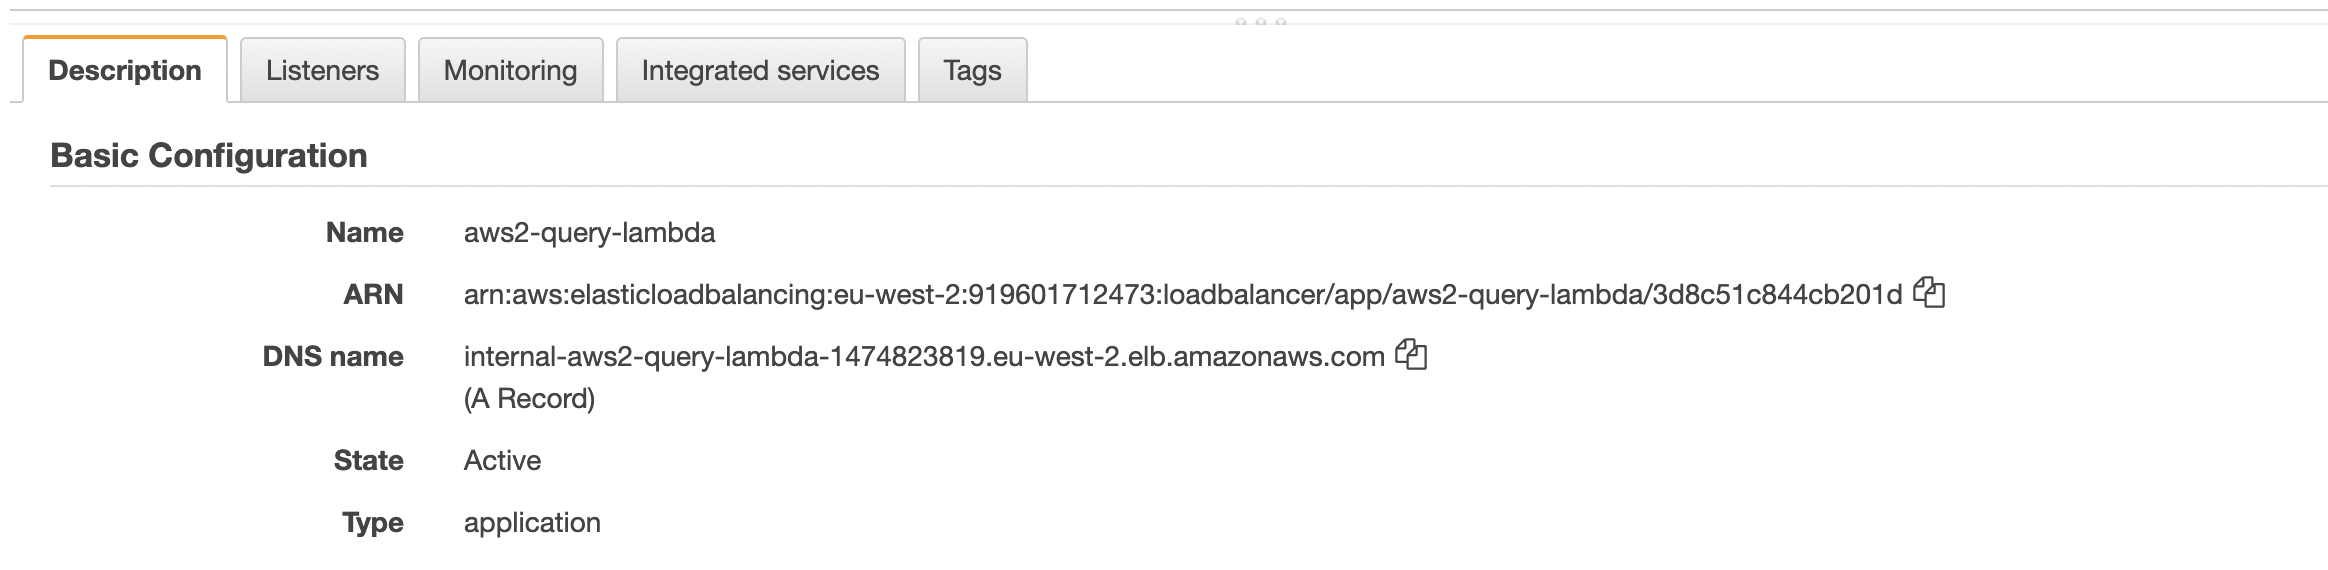 Description Listeners Monitoring Integrated services Tags
Basic Configuration
Name aws2-query-lambda
ARN arn:aws:elasticloadbalancing:eu-west-2:919601712473:loadbalancer/app/aws2-query-lambda/3d8c51c844cb201d
DNS name internal-aws2-query-lambda-1474823819.eu-west-2.elb.amazonaws.com
(A Record)
State Active
Type application